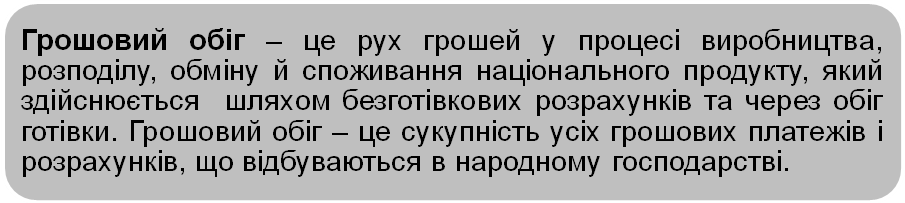 Грошовий обіг – це рух грошей у процесі виробництва,
розподілу, обміну й споживання національного продукту, який
здійснюється шляхом безготівкових розрахунків та через обіг
готівки. Грошовий обіг – це сукупність усіх грошових платежів і
розрахунків, що відбуваються в народному господарстві.